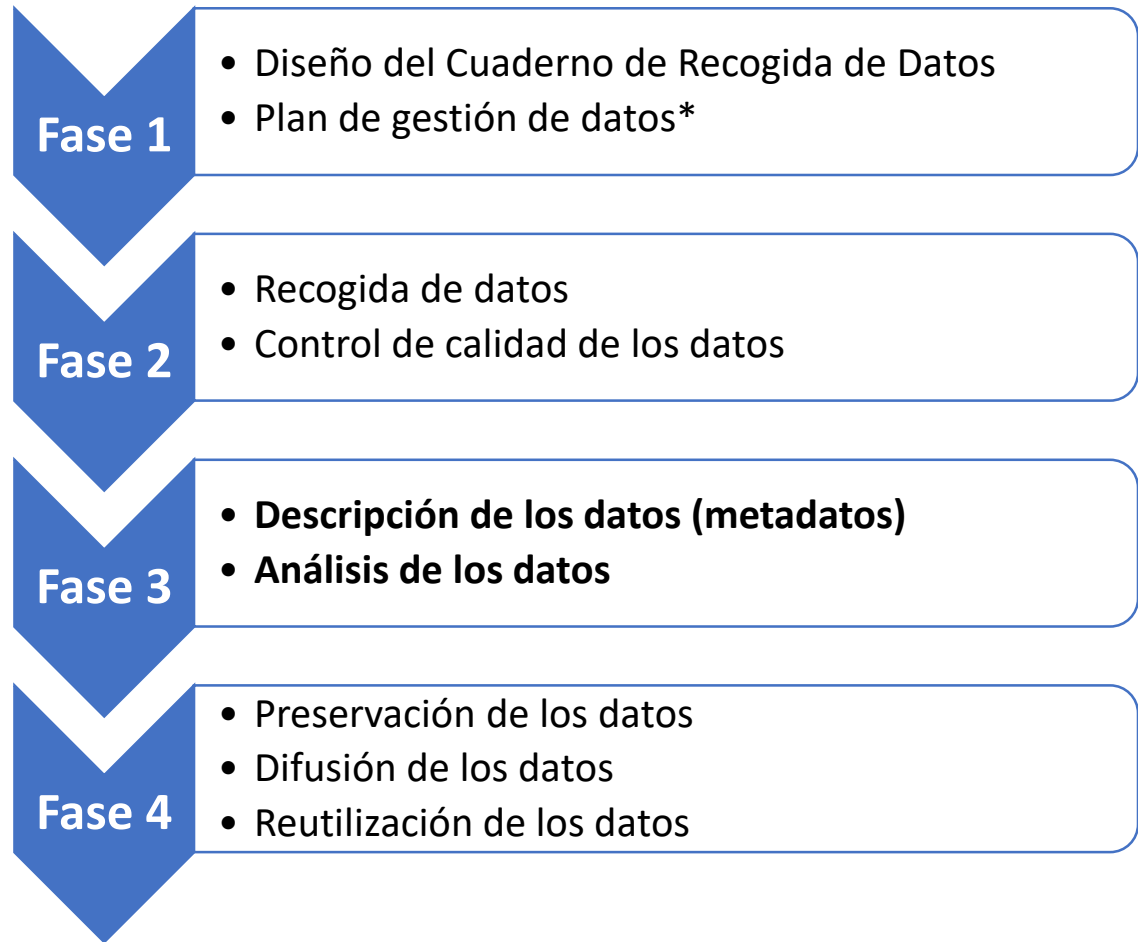 Fase 1
• Diseño del Cuaderno de Recogida de Datos
• Plan de gestión de datos*
Fase 2
• Recogida de datos
• Control de calidad de los datos
Fase 3
• Descripción de los datos (metadatos)
• Análisis de los datos
Fase 4
• Preservación de los datos
• Difusión de los datos
• Reutilización de los datos